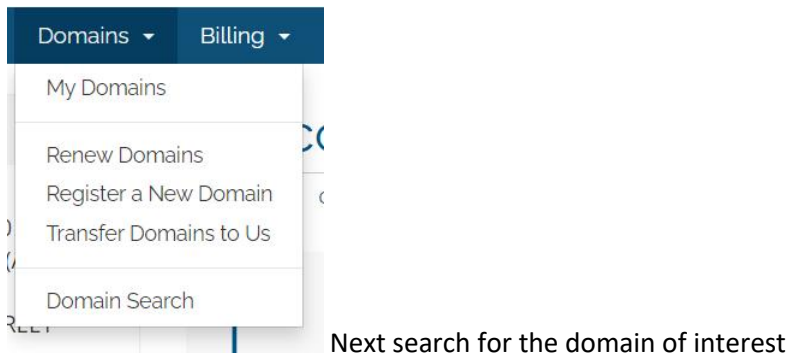 Domains Billing
My Domains
Renew Domains
Register a New Domain
Transfer Domains to Us
Domain Search
Next search for the domain of interest